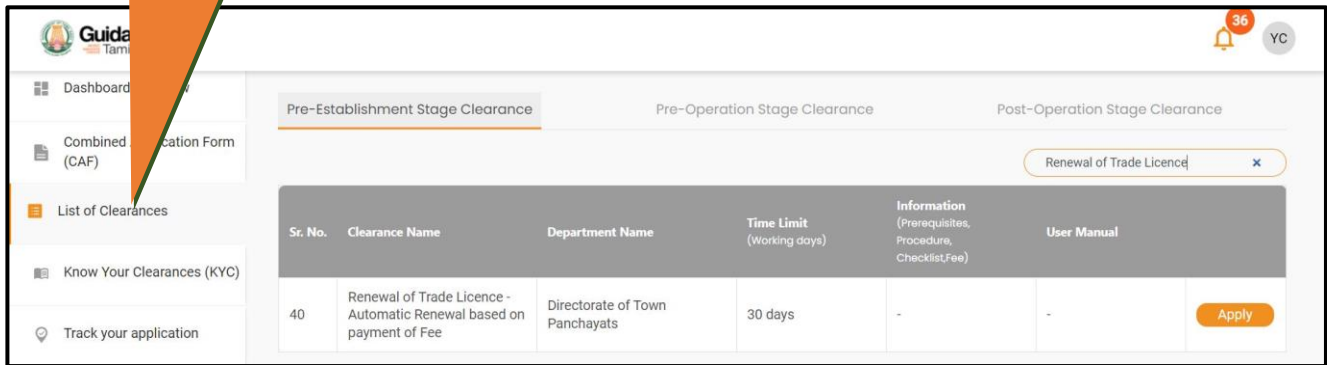 36
YC
Dashboard
Combined
Form
(CAF)
List of Clearances
Know Your Clearances (KYC)
Track your application
Pre-Establishment Stage Clearance
Pre-Operation Stage Clearance
Post-Operation Stage Clearance
Renewal of Trade Licence ×
Sr. No.
Clearance Name
Department Name
Time Limit
(Working days)
Information
(Prerequisites,
Procedure,
Checklist,Fee)
User Manual
40
Renewal of Trade Licence -
Automatic Renewal based on
payment of Fee
Directorate of Town
Panchayats
30 days
-
-
Apply